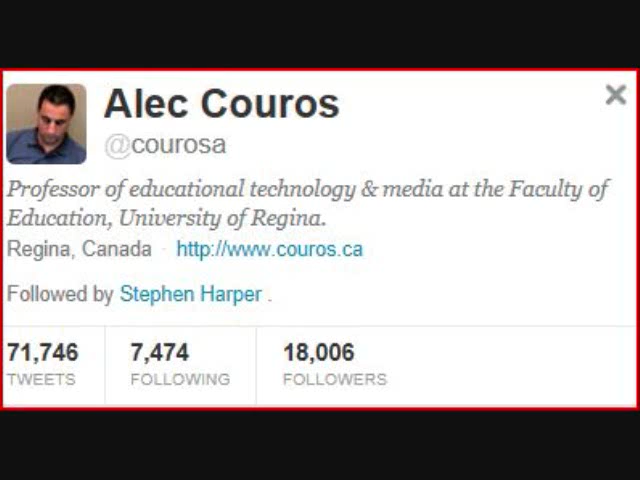 Alec Couros
@courosa
Professor of educational technology & media at the Faculty of
Education, University of Regina.
Regina, Canada · http://www.couros.ca
Followed by Stephen Harper .
71,746 7,474 18,006
TWEETS FOLLOWING FOLLOWERS